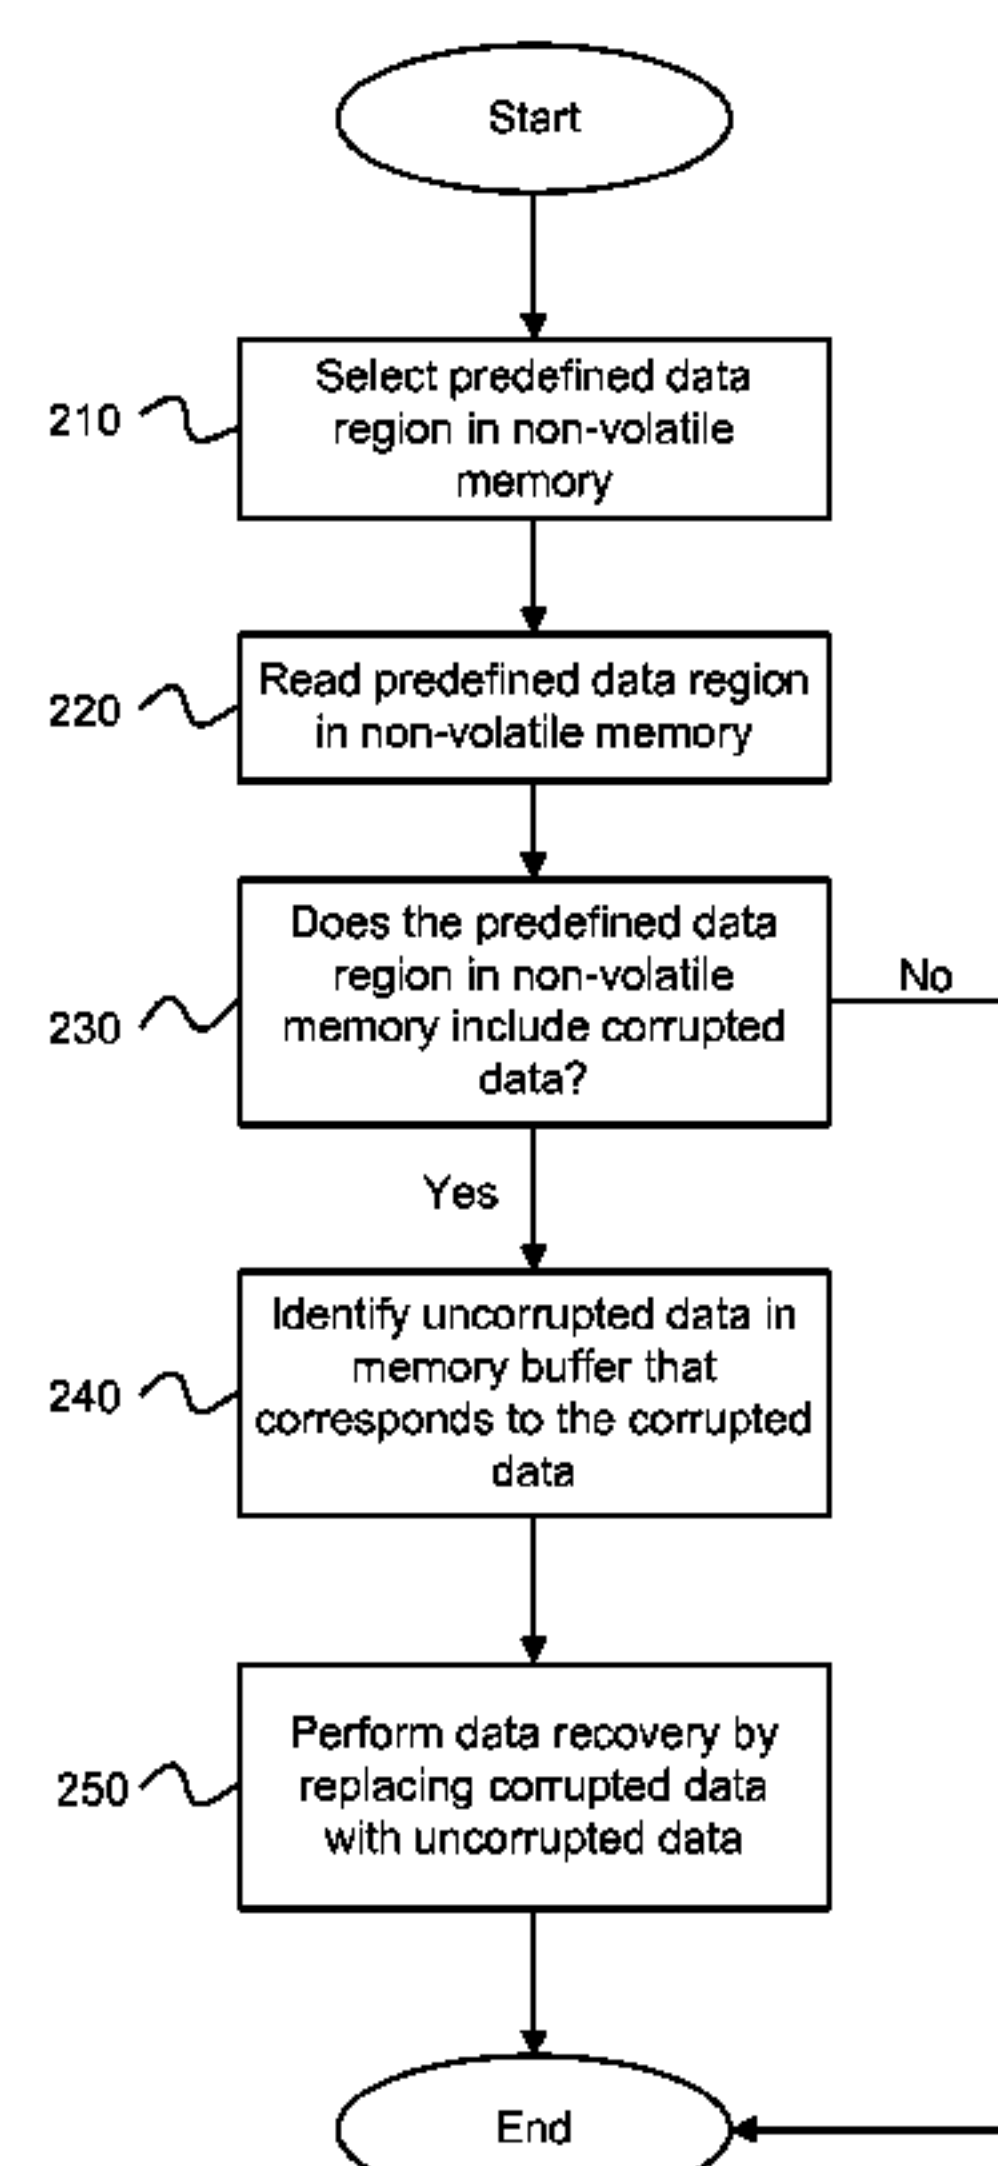 Start
210
Select predefined data
region in non-volatile
memory
220
Read predefined data region
in non-volatile memory
230
Does the predefined data
region in non-volatile
memory include corrupted
data?
No
Yes
240
Identify uncorrupted data in
memory buffer that
corresponds to the corrupted
data
250
Perform data recovery by
replacing corrupted data
with uncorrupted data
End